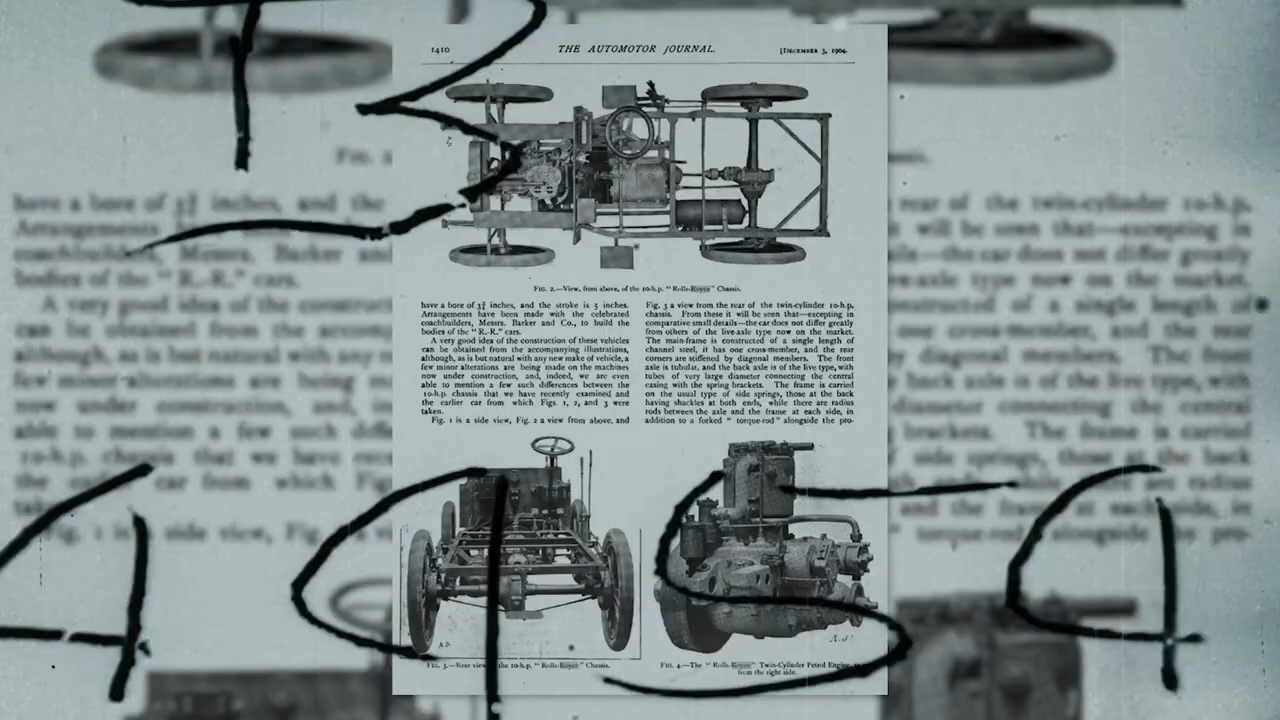 1410 THE AUTOMOTOR JOURNAL. [DECEMBER 3, 1904.
FIG. 2.—View, from above, of the 10-h.p. "Rolls-Royce" Chassis.
have a bore of 3¾ inches, and the stroke is 5 inches.
Arrangements have been made with the celebrated
coachbuilders, Messrs. Barker and Co., to build the
bodies of the "R.-R." cars.
A very good idea of the construction of these vehicles
can be obtained from the accompanying illustrations,
although, as is but natural with any new make of vehicle, a
few minor alterations are being made on the machines
now under construction, and, indeed, we are even
able to mention a few such differences between the
10-h.p. chassis that we have recently examined and
the earlier car from which Figs. 1, 2, and 3 were
taken.
Fig. 1 is a side view, Fig. 2 a view from above, and
Fig. 3 a view from the rear of the twin-cylinder 10-h.p.
chassis. From these it will be seen that—excepting in
comparative small details—the car does not differ greatly
from others of the live-axle type now on the market.
The main-frame is constructed of a single length of
channel steel, it has one cross-member, and the rear
corners are stiffened by diagonal members. The front
axle is tubular, and the back axle is of the live type, with
tubes of very large diameter connecting the central
casing with the spring brackets. The frame is carried
on the usual type of side springs, those at the back
having shackles at both ends, while there are radius
rods between the axle and the frame at each side, in
addition to a forked "torque-rod" alongside the pro-
FIG. 3.—Rear view the 10-h.p. "Rolls-Royce" Chassis.
FIG. 4.—The "Rolls-Royce" Twin-Cylinder Petrol Engine,
from the right side.